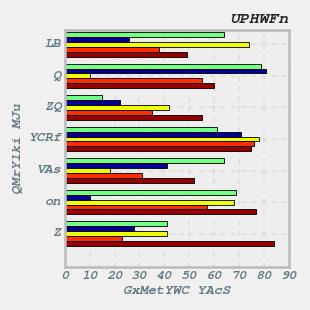 UPHWFn
LB
Q
ZQ
YCRf
VAs
on
Z
QMrYlki MJu
0 10 20 30 40 50 60 70 80 90
GxMetYWC YAcS